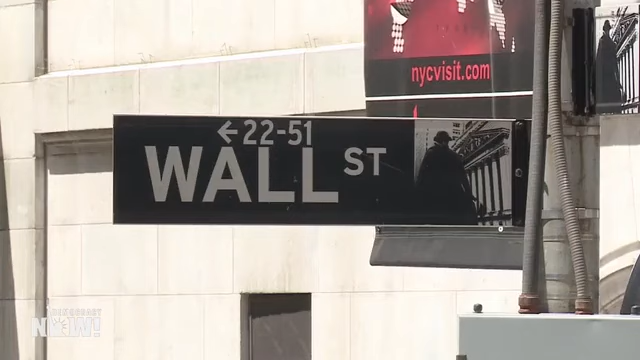 nycvisit.com
← 22-51
WALL ST
DEMOCRACY
NOW!